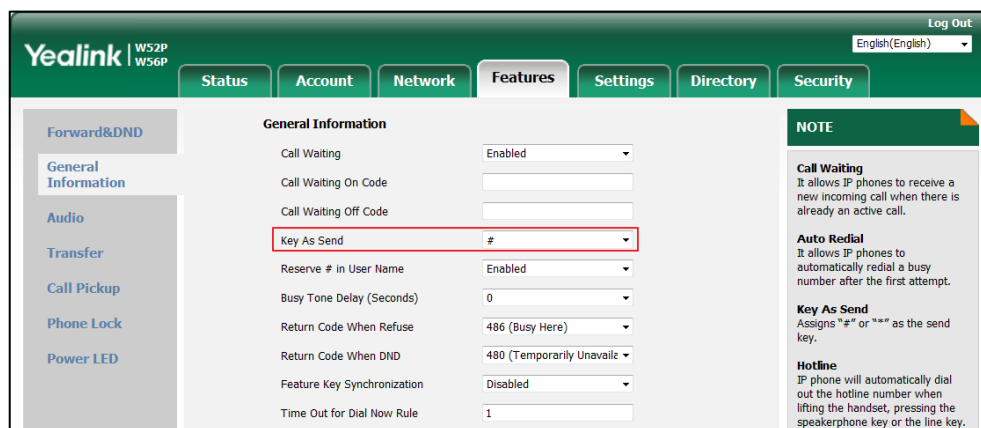 Log Out
Yealink | W52P
W56P
English(English)
Status Account Network Features Settings Directory Security
Forward&DND
General
Information
Audio
Transfer
Call Pickup
Phone Lock
Power LED
General Information
Call Waiting Enabled
Call Waiting On Code
Call Waiting Off Code
Key As Send #
Reserve # in User Name Enabled
Busy Tone Delay (Seconds) 0
Return Code When Refuse 486 (Busy Here)
Return Code When DND 480 (Temporarily Unavaila
Feature Key Synchronization Disabled
Time Out for Dial Now Rule 1
NOTE
Call Waiting
It allows IP phones to receive a
new incoming call when there is
already an active call.
Auto Redial
It allows IP phones to
automatically redial a busy
number after the first attempt.
Key As Send
Assigns "#" or "*" as the send
key.
Hotline
IP phone will automatically dial
out the hotline number when
lifting the handset, pressing the
speakerphone key or the line key.